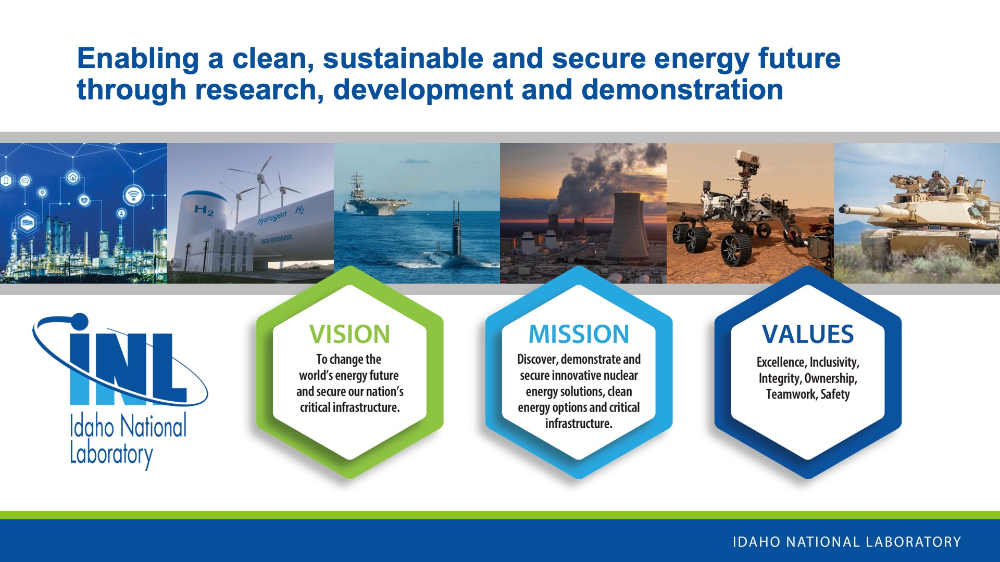 Enabling a clean, sustainable and secure energy future
through research, development and demonstration
H2
Hydrogen H2
zero emission
INL
Idaho National
Laboratory
VISION
To change the
world's energy future
and secure our nation's
critical infrastructure.
MISSION
Discover, demonstrate and
secure innovative nuclear
energy solutions, clean
energy options and critical
infrastructure.
VALUES
Excellence, Inclusivity,
Integrity, Ownership,
Teamwork, Safety
IDAHO NATIONAL LABORATORY